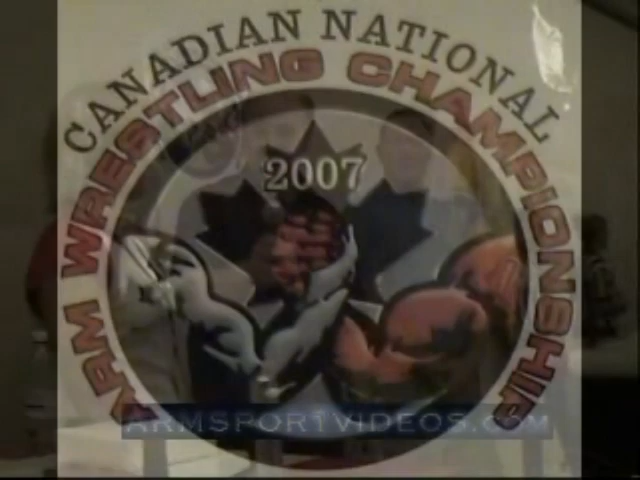 CANADIAN NATIONAL
ARM WRESTLING CHAMPIONSHIP
2007
ARMSPORTVIDEOS.COM